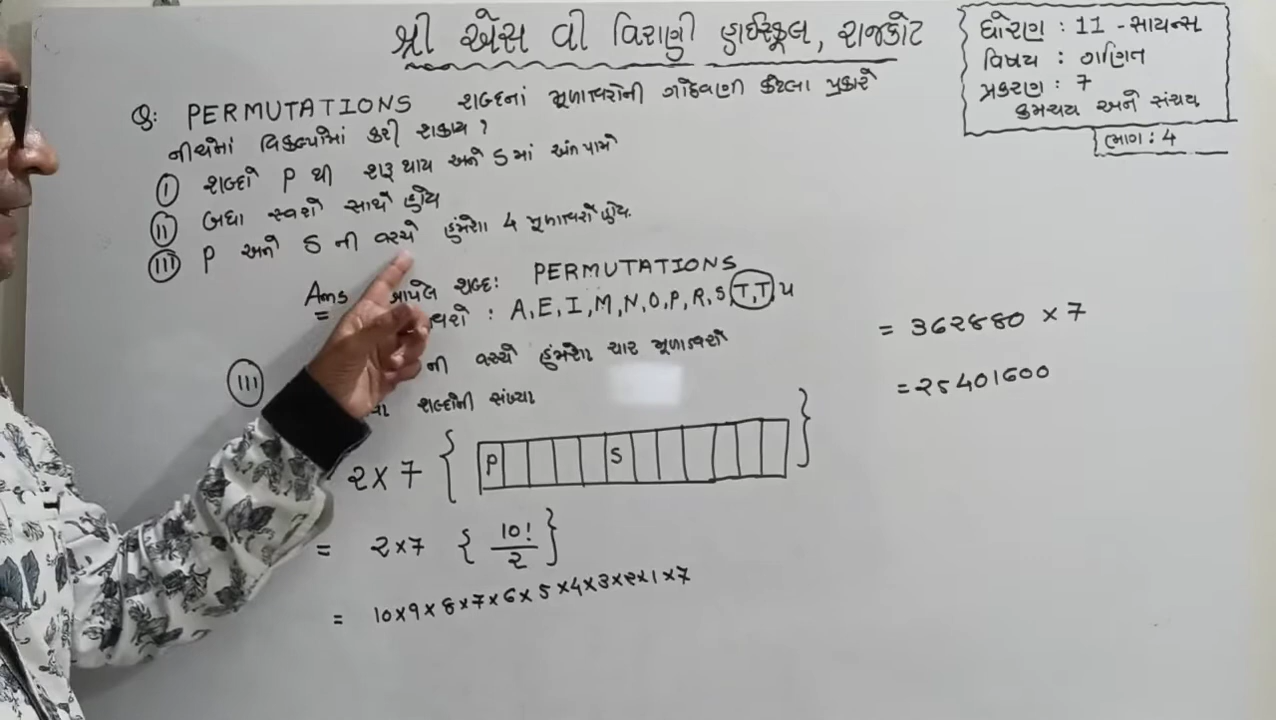 શ્રી એસ વી વિરાણી હાઈસ્કૂલ, રાજકોટ
ધોરણ : 11 - સાયન્સ
વિષય : ગણિત
પ્રકરણ : 7
ક્રમચય અને સંચય
ભાગ : 4
Q: PERMUTATIONS શબ્દનાં મૂળાક્ષરોની ગોઠવણી કેટલા પ્રકારે
નીચેનાં વિકલ્પોમાં કરી શકાય ?
I શબ્દો P થી શરૂ થાય અને S માં અંત પામે
II બધા સ્વરો સાથે હોય
III P અને S ની વચ્ચે હંમેશા 4 મૂળાક્ષરો હોય.
Ans આપેલ શબ્દ : PERMUTATIONS
: A, E, I, M, N, O, P, R, S, T, T, U
III ની વચ્ચે હંમેશા ચાર મૂળાક્ષરો
શબ્દોની સંખ્યા
2 × 7 { P S }
= 2 × 7 { 10! / 2 }
= 10 × 9 × 8 × 7 × 6 × 5 × 4 × 3 × 2 × 1 × 7
= 362880 × 7
= 25401600